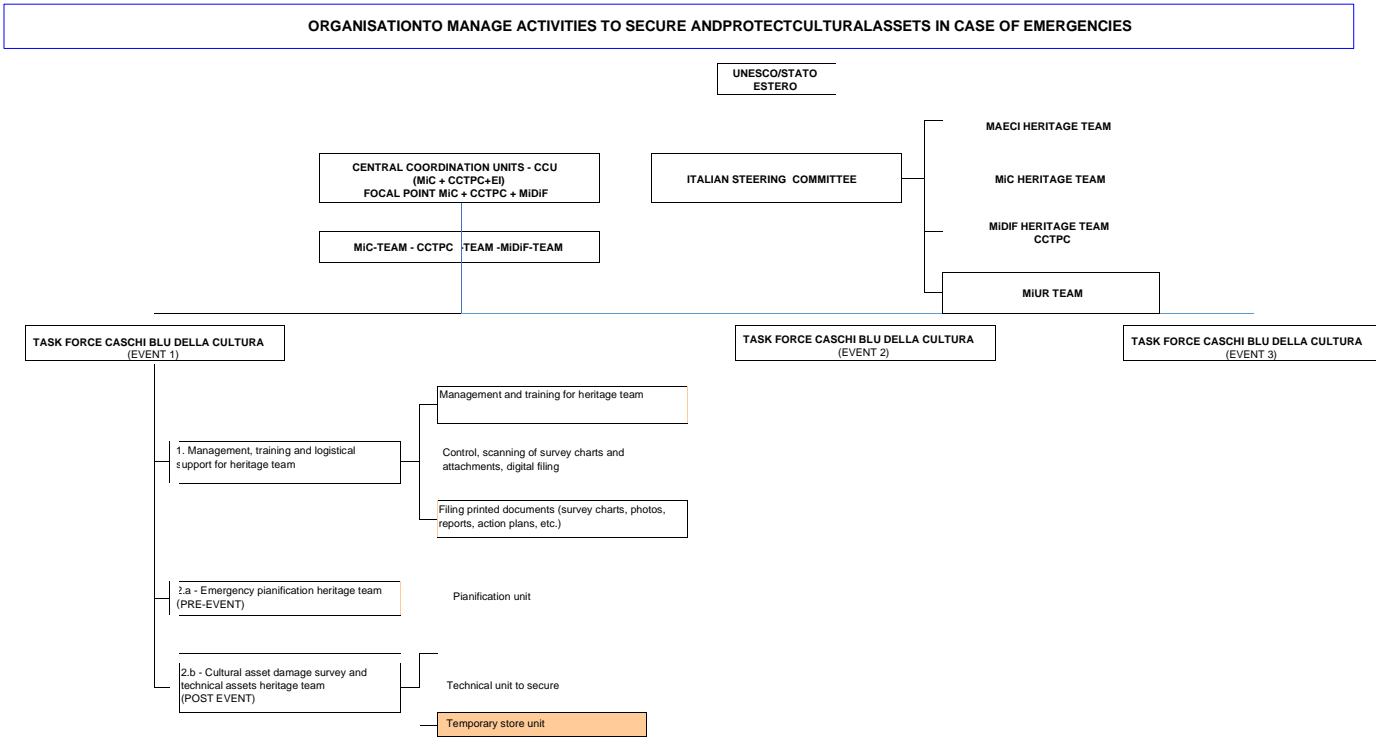 ORGANISATIONTO MANAGE ACTIVITIES TO SECURE ANDPROTECTCULTURALASSETS IN CASE OF EMERGENCIES
UNESCO/STATO
ESTERO
MAECI HERITAGE TEAM
CENTRAL COORDINATION UNITS - CCU
(MiC + CCTPC+EI)
FOCAL POINT MiC + CCTPC + MiDiF
ITALIAN STEERING COMMITTEE
MiC HERITAGE TEAM
MiDIF HERITAGE TEAM
CCTPC
MiC-TEAM - CCTPC -TEAM -MiDiF-TEAM
MiUR TEAM
TASK FORCE CASCHI BLU DELLA CULTURA
(EVENT 1)
TASK FORCE CASCHI BLU DELLA CULTURA
(EVENT 2)
TASK FORCE CASCHI BLU DELLA CULTURA
(EVENT 3)
Management and training for heritage team
1. Management, training and logistical
support for heritage team
Control, scanning of survey charts and
attachments, digital filing
Filing printed documents (survey charts, photos,
reports, action plans, etc.)
2.a - Emergency pianification heritage team
(PRE-EVENT)
Pianification unit
2.b - Cultural asset damage survey and
technical assets heritage team
(POST EVENT)
Technical unit to secure
Temporary store unit